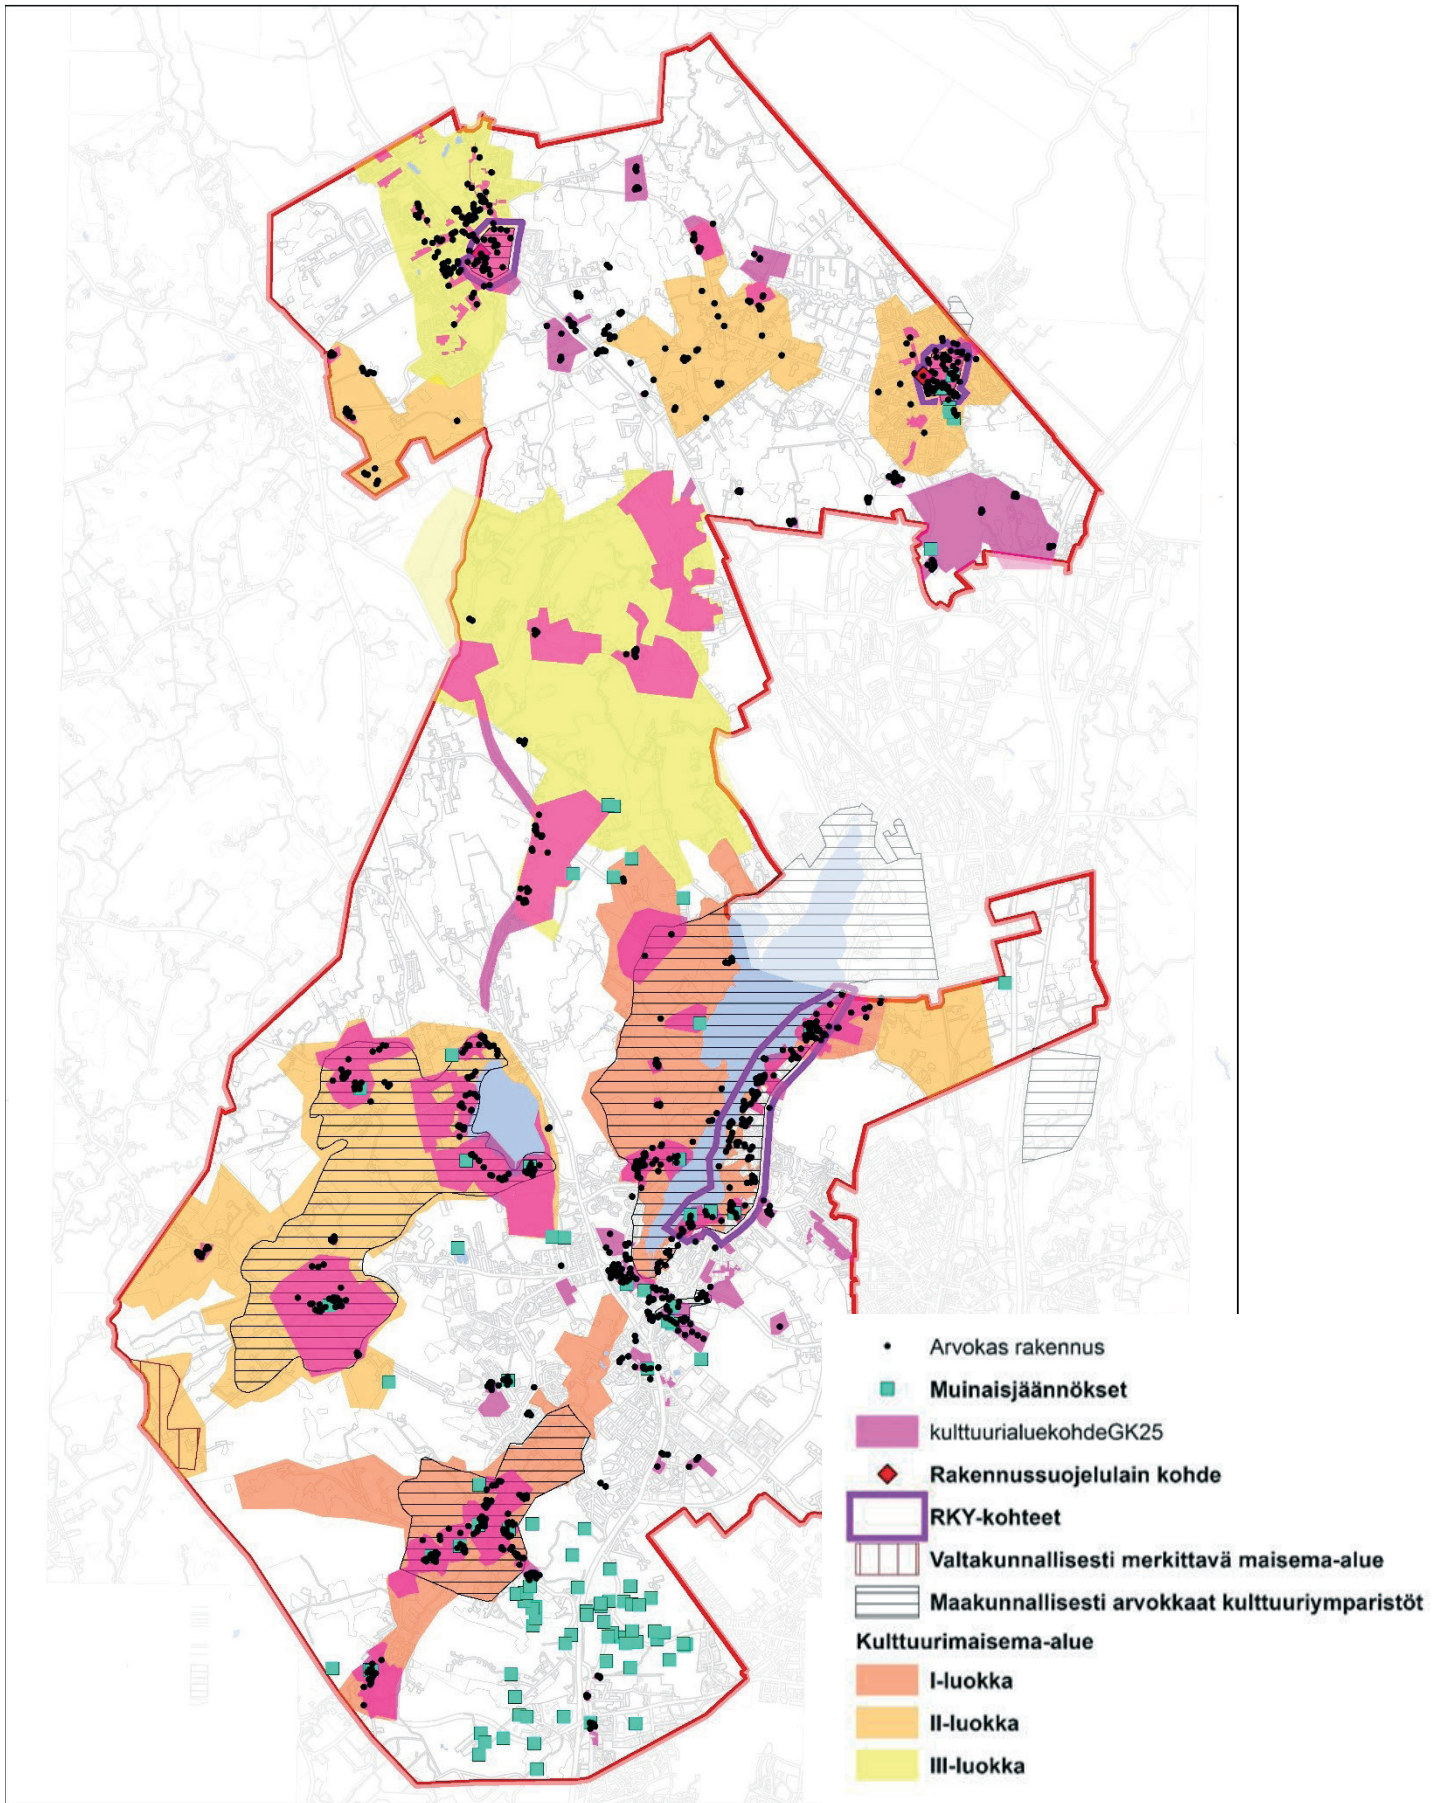 Arvokas rakennus
Muinaisjäännökset
kulttuurialuekohdeGK25
Rakennussuojelulain kohde
RKY-kohteet
Valtakunnallisesti merkittävä maisema-alue
Maakunnallisesti arvokkaat kulttuuriymparistöt
Kulttuurimaisema-alue
I-luokka
II-luokka
III-luokka